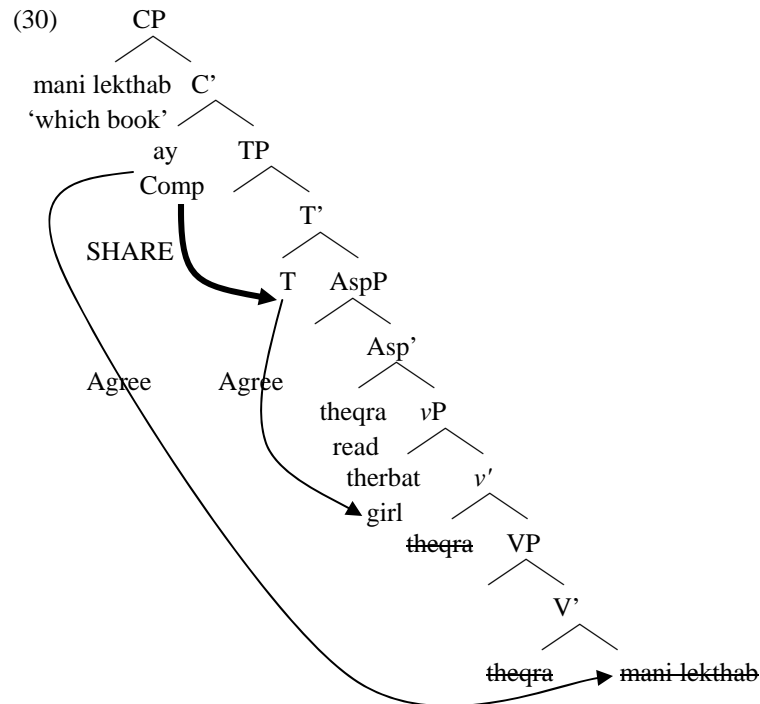 (30) CP
mani lekthab C’
‘which book’
ay TP
Comp
T’
SHARE
T AspP
Asp’
Agree Agree
theqra vP
read
therbat v′
girl
theqra VP
V’
theqra mani lekthab